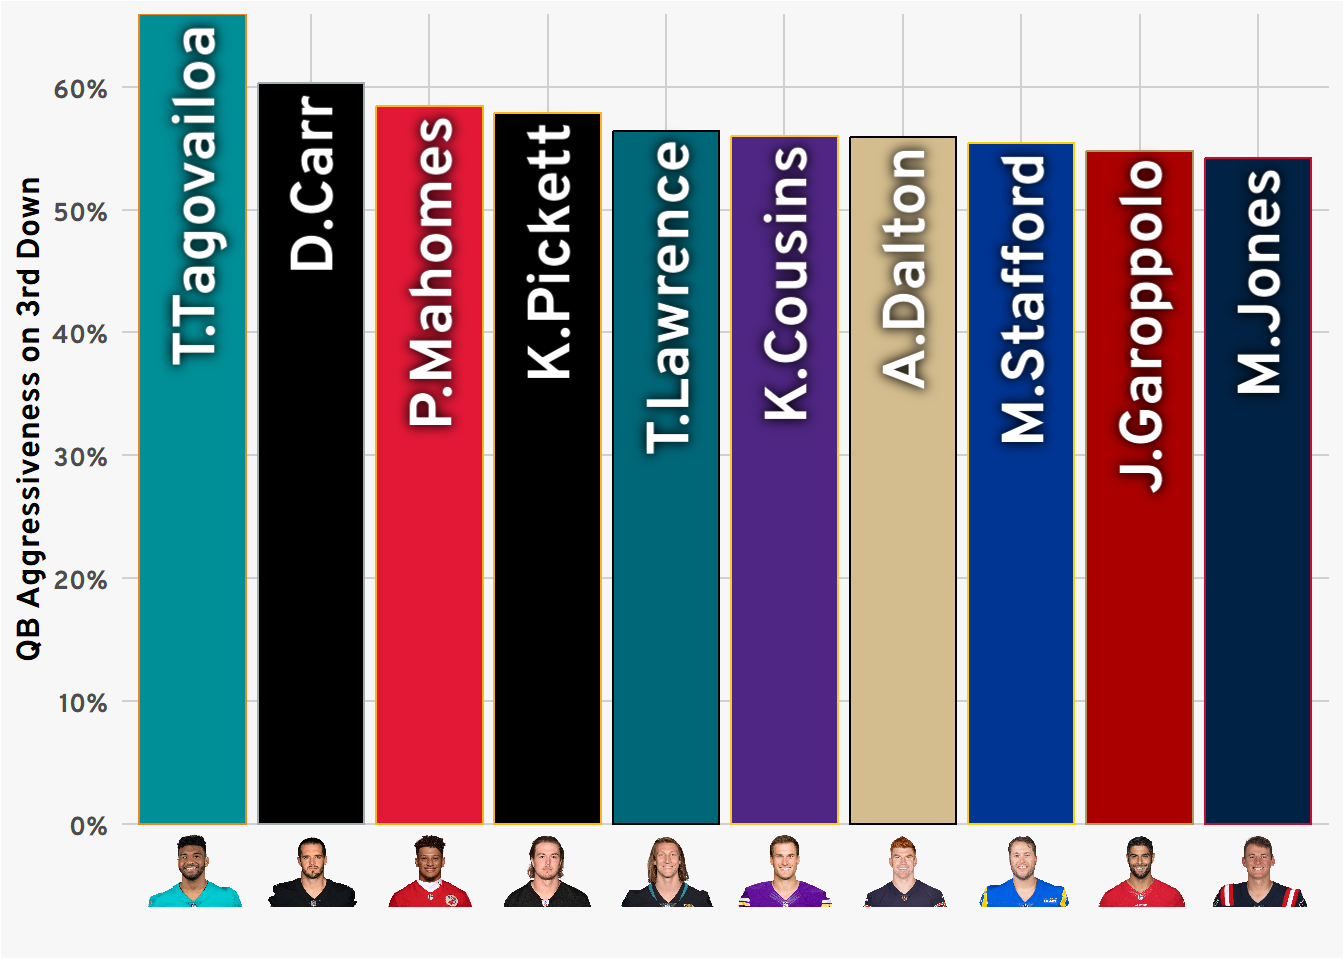 QB Aggressiveness on 3rd Down
60%
50%
40%
30%
20%
10%
0%
T.Tagovailoa
D.Carr
P.Mahomes
K.Pickett
T.Lawrence
K.Cousins
A.Dalton
M.Stafford
J.Garoppolo
M.Jones